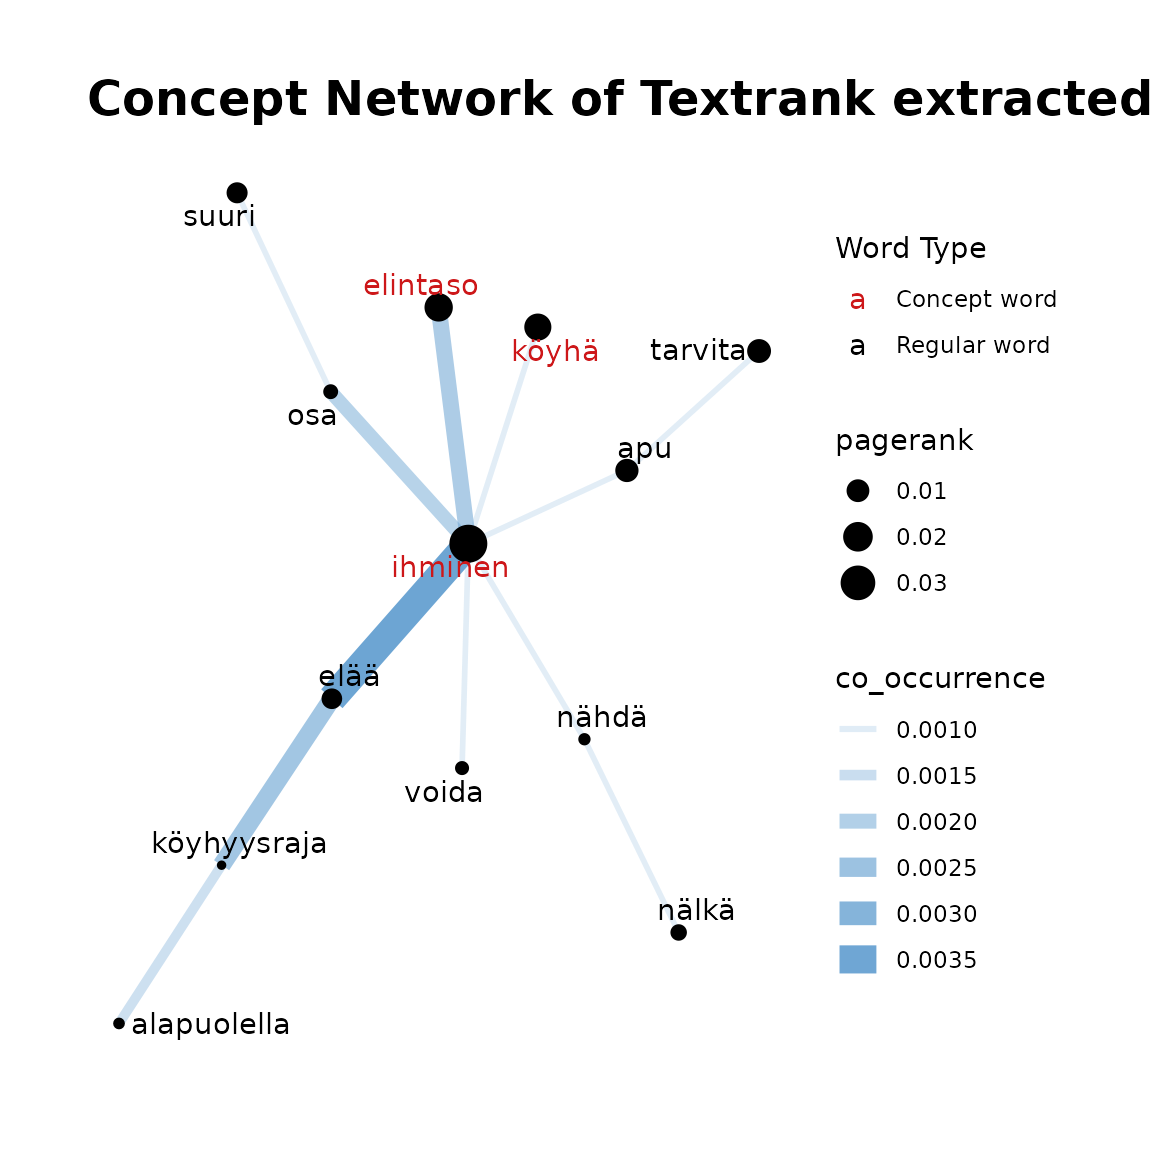 Concept Network of Textrank extracted
suuri
elintaso
köyhä
tarvita
osa
apu
ihminen
elää
nähdä
voida
köyhyysraja
nälkä
alapuolella
Word Type
a Concept word
a Regular word
pagerank
0.01
0.02
0.03
co_occurrence
0.0010
0.0015
0.0020
0.0025
0.0030
0.0035